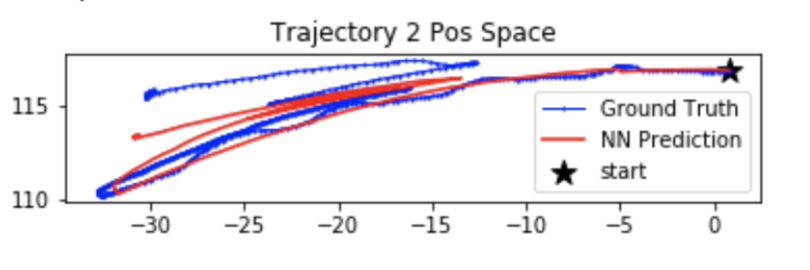 Trajectory 2 Pos Space
115
110
Ground Truth
NN Prediction
start
−30 −25 −20 −15 −10 −5 0